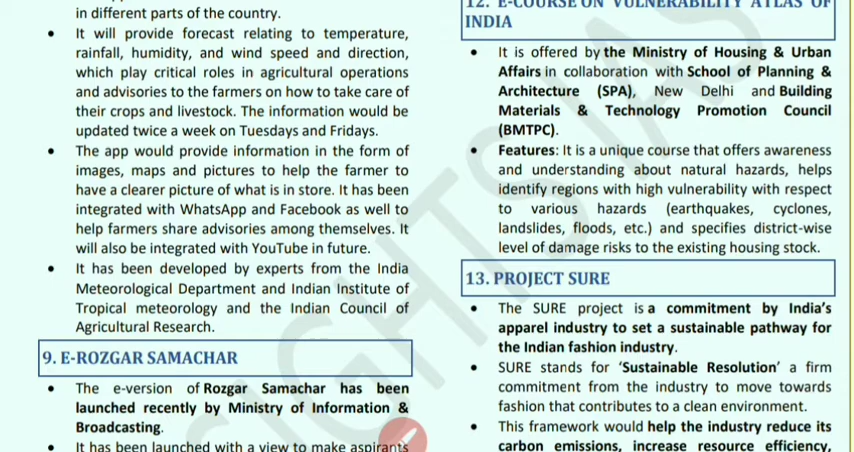 in different parts of the country.
• It will provide forecast relating to temperature,
rainfall, humidity, and wind speed and direction,
which play critical roles in agricultural operations
and advisories to the farmers on how to take care of
their crops and livestock. The information would be
updated twice a week on Tuesdays and Fridays.
• The app would provide information in the form of
images, maps and pictures to help the farmer to
have a clearer picture of what is in store. It has been
integrated with WhatsApp and Facebook as well to
help farmers share advisories among themselves. It
will also be integrated with YouTube in future.
• It has been developed by experts from the India
Meteorological Department and Indian Institute of
Tropical meteorology and the Indian Council of
Agricultural Research.
9. E-ROZGAR SAMACHAR
• The e-version of Rozgar Samachar has been
launched recently by Ministry of Information &
Broadcasting.
• It has been launched with a view to make aspirants
12. E-COURSE ON VULNERABILITY ATLAS OF
INDIA
• It is offered by the Ministry of Housing & Urban
Affairs in collaboration with School of Planning &
Architecture (SPA), New Delhi and Building
Materials & Technology Promotion Council
(BMTPC).
• Features: It is a unique course that offers awareness
and understanding about natural hazards, helps
identify regions with high vulnerability with respect
to various hazards (earthquakes, cyclones,
landslides, floods, etc.) and specifies district-wise
level of damage risks to the existing housing stock.
13. PROJECT SURE
• The SURE project is a commitment by India's
apparel industry to set a sustainable pathway for
the Indian fashion industry.
• SURE stands for 'Sustainable Resolution' a firm
commitment from the industry to move towards
fashion that contributes to a clean environment.
• This framework would help the industry reduce its
carbon emissions, increase resource efficiency,
SIGHTS IAS